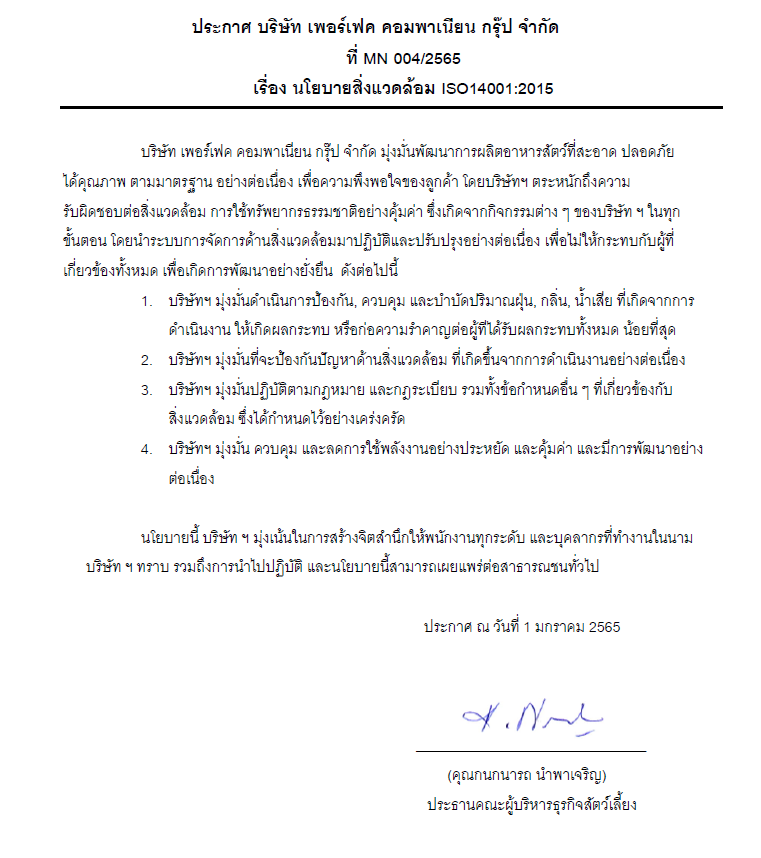 ประกาศ บริษัท เพอร์เฟค คอมพาเนียน กรุ๊ป จำกัด
ที่ MN 004/2565
เรื่อง นโยบายสิ่งแวดล้อม ISO14001:2015
บริษัท เพอร์เฟค คอมพาเนียน กรุ๊ป จำกัด มุ่งมั่นพัฒนาการผลิตอาหารสัตว์ที่สะอาด ปลอดภัย
ได้คุณภาพ ตามมาตรฐาน อย่างต่อเนื่อง เพื่อความพึงพอใจของลูกค้า โดยบริษัทฯ ตระหนักถึงความ
รับผิดชอบต่อสิ่งแวดล้อม การใช้ทรัพยากรธรรมชาติอย่างคุ้มค่า ซึ่งเกิดจากกิจกรรมต่าง ๆ ของบริษัท ฯ ในทุก
ขั้นตอน โดยนำระบบการจัดการด้านสิ่งแวดล้อมมาปฏิบัติและปรับปรุงอย่างต่อเนื่อง เพื่อไม่ให้กระทบกับผู้ที่
เกี่ยวข้องทั้งหมด เพื่อเกิดการพัฒนาอย่างยั่งยืน ดังต่อไปนี้
1. บริษัทฯ มุ่งมั่นดำเนินการป้องกัน, ควบคุม และบำบัดปริมาณฝุ่น, กลิ่น, น้ำเสีย ที่เกิดจากการ
ดำเนินงาน ให้เกิดผลกระทบ หรือก่อความรำคาญต่อผู้ที่ได้รับผลกระทบทั้งหมด น้อยที่สุด
2. บริษัทฯ มุ่งมั่นที่จะป้องกันปัญหาด้านสิ่งแวดล้อม ที่เกิดขึ้นจากการดำเนินงานอย่างต่อเนื่อง
3. บริษัทฯ มุ่งมั่นปฏิบัติตามกฎหมาย และกฎระเบียบ รวมทั้งข้อกำหนดอื่น ๆ ที่เกี่ยวข้องกับ
สิ่งแวดล้อม ซึ่งได้กำหนดไว้อย่างเคร่งครัด
4. บริษัทฯ มุ่งมั่น ควบคุม และลดการใช้พลังงานอย่างประหยัด และคุ้มค่า และมีการพัฒนาอย่าง
ต่อเนื่อง
นโยบายนี้ บริษัท ฯ มุ่งเน้นในการสร้างจิตสำนึกให้พนักงานทุกระดับ และบุคลากรที่ทำงานในนาม
บริษัท ฯ ทราบ รวมถึงการนำไปปฏิบัติ และนโยบายนี้สามารถเผยแพร่ต่อสาธารณชนทั่วไป
ประกาศ ณ วันที่ 1 มกราคม 2565
(คุณกนกนารถ นำพาเจริญ)
ประธานคณะผู้บริหารธุรกิจสัตว์เลี้ยง